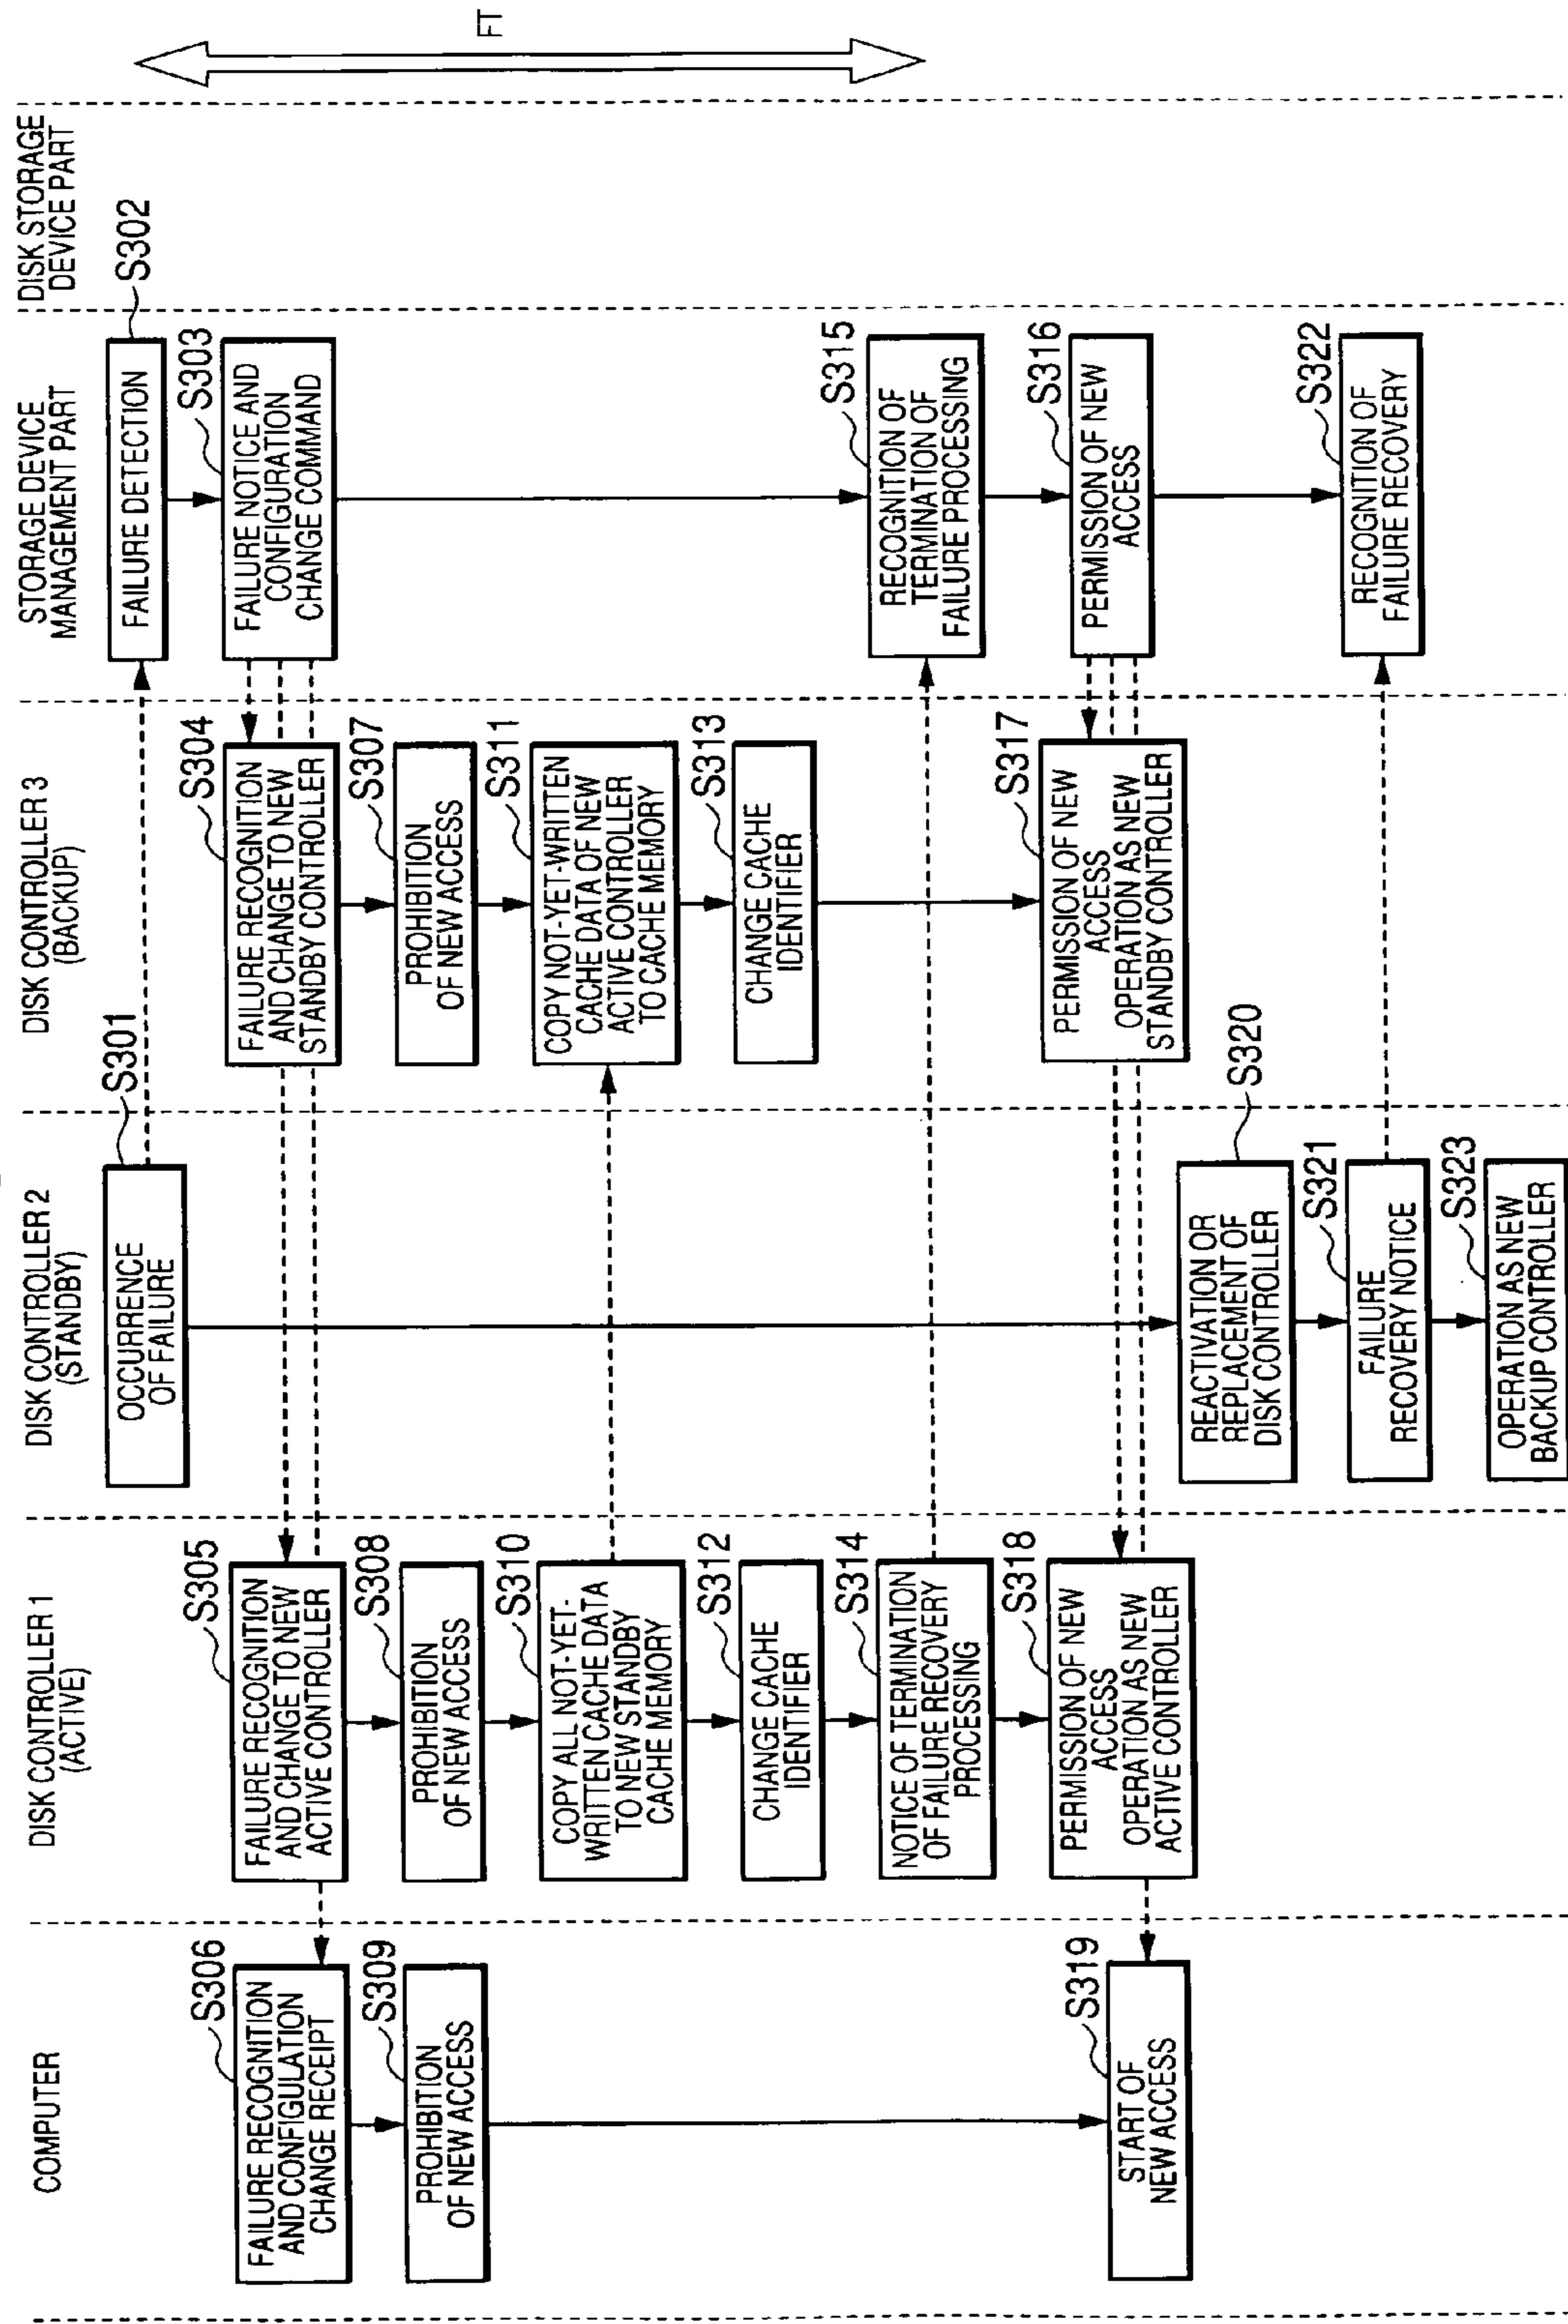 COMPUTER
DISK CONTROLLER 1
(ACTIVE)
DISK CONTROLLER 2
(STANDBY)
DISK CONTROLLER 3
(BACKUP)
STORAGE DEVICE
MANAGEMENT PART
DISK STORAGE
DEVICE PART
S301
OCCURRENCE
OF FAILURE
S302
FAILURE DETECTION
S303
FAILURE NOTICE AND
CONFIGURATION
CHANGE COMMAND
S304
FAILURE RECOGNITION
AND CHANGE TO NEW
STANDBY CONTROLLER
S305
FAILURE RECOGNITION
AND CHANGE TO NEW
ACTIVE CONTROLLER
S306
FAILURE RECOGNITION
AND CONFIGULATION
CHANGE RECEIPT
S307
PROHIBITION
OF NEW ACCESS
S308
PROHIBITION
OF NEW ACCESS
S309
PROHIBITION
OF NEW ACCESS
S310
COPY ALL NOT-YET-
WRITTEN CACHE DATA
TO NEW STANDBY
CACHE MEMORY
S311
COPY NOT-YET-WRITTEN
CACHE DATA OF NEW
ACTIVE CONTROLLER
TO CACHE MEMORY
S312
CHANGE CACHE
IDENTIFIER
S313
CHANGE CACHE
IDENTIFIER
S314
NOTICE OF TERMINATION
OF FAILURE RECOVERY
PROCESSING
S315
RECOGNITION OF
TERMINATION OF
FAILURE PROCESSING
S316
PERMISSION OF NEW
ACCESS
S317
PERMISSION OF NEW
ACCESS
OPERATION AS NEW
STANDBY CONTROLLER
S318
PERMISSION OF NEW
ACCESS
OPERATION AS NEW
ACTIVE CONTROLLER
S319
START OF
NEW ACCESS
S320
REACTIVATION OR
REPLACEMENT OF
DISK CONTROLLER
S321
FAILURE
RECOVERY NOTICE
S322
RECOGNITION OF
FAILURE RECOVERY
S323
OPERATION AS NEW
BACKUP CONTROLLER
FT